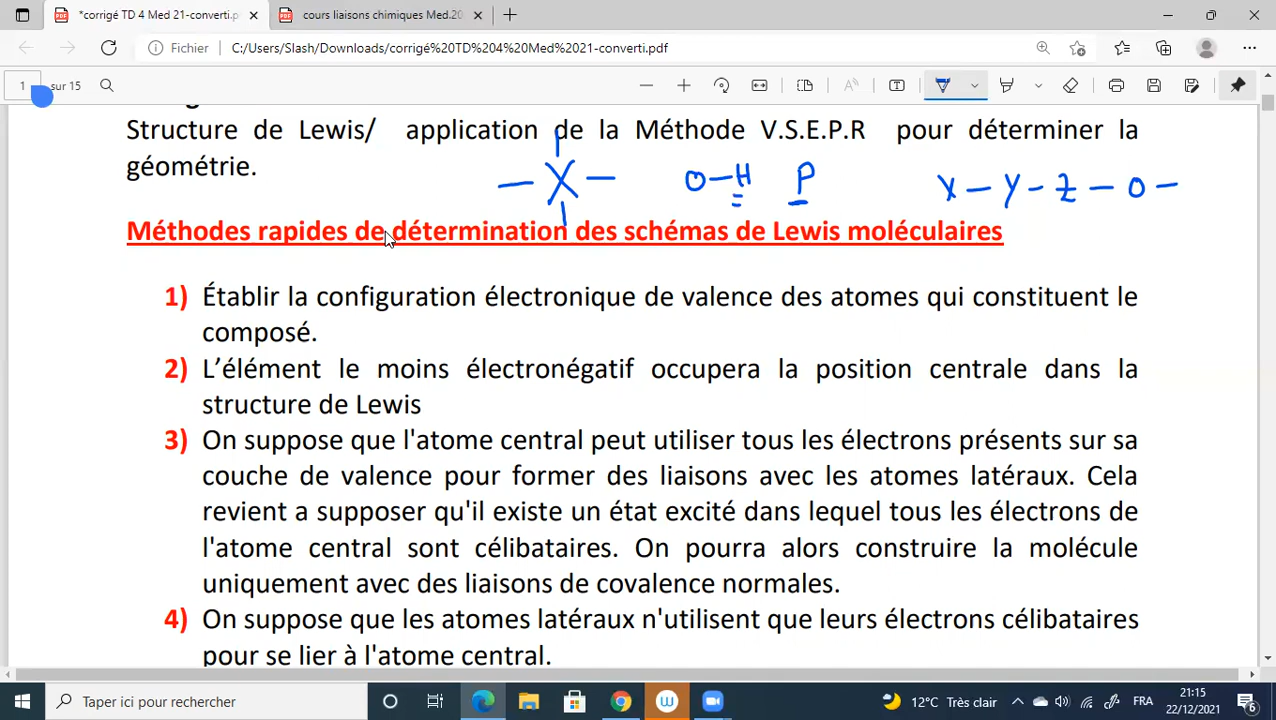 *corrigé TD 4 Med 21-converti.p
cours liaisons chimiques Med.20
Fichier
C:/Users/Slash/Downloads/corrigé%20TD%204%20Med%2021-converti.pdf
1 sur 15
Structure de Lewis/ application de la Méthode V.S.E.P.R pour déterminer la
géométrie.
– X – O – H P X – Y – Z – O –
Méthodes rapides de détermination des schémas de Lewis moléculaires
1) Établir la configuration électronique de valence des atomes qui constituent le
composé.
2) L’élément le moins électronégatif occupera la position centrale dans la
structure de Lewis
3) On suppose que l'atome central peut utiliser tous les électrons présents sur sa
couche de valence pour former des liaisons avec les atomes latéraux. Cela
revient a supposer qu'il existe un état excité dans lequel tous les électrons de
l'atome central sont célibataires. On pourra alors construire la molécule
uniquement avec des liaisons de covalence normales.
4) On suppose que les atomes latéraux n'utilisent que leurs électrons célibataires
pour se lier à l'atome central.
Taper ici pour rechercher
12°C Très clair
FRA
21:15
22/12/2021
6